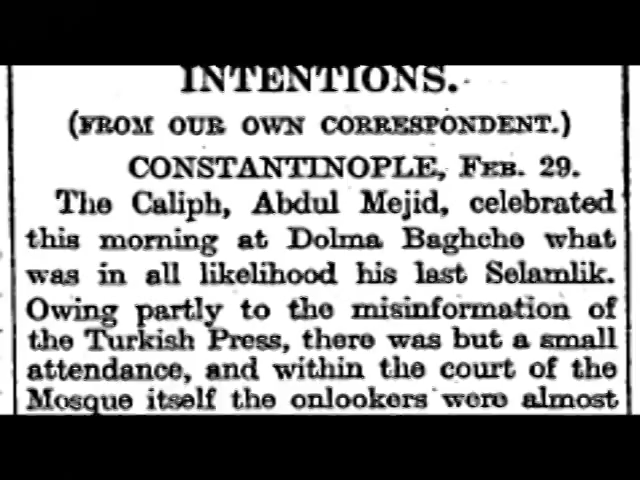 INTENTIONS.
(FROM OUR OWN CORRESPONDENT.)
CONSTANTINOPLE, FEB. 29.
The Caliph, Abdul Mejid, celebrated
this morning at Dolma Baghche what
was in all likelihood his last Selamlik.
Owing partly to the misinformation of
the Turkish Press, there was but a small
attendance, and within the court of the
Mosque itself the onlookers were almost